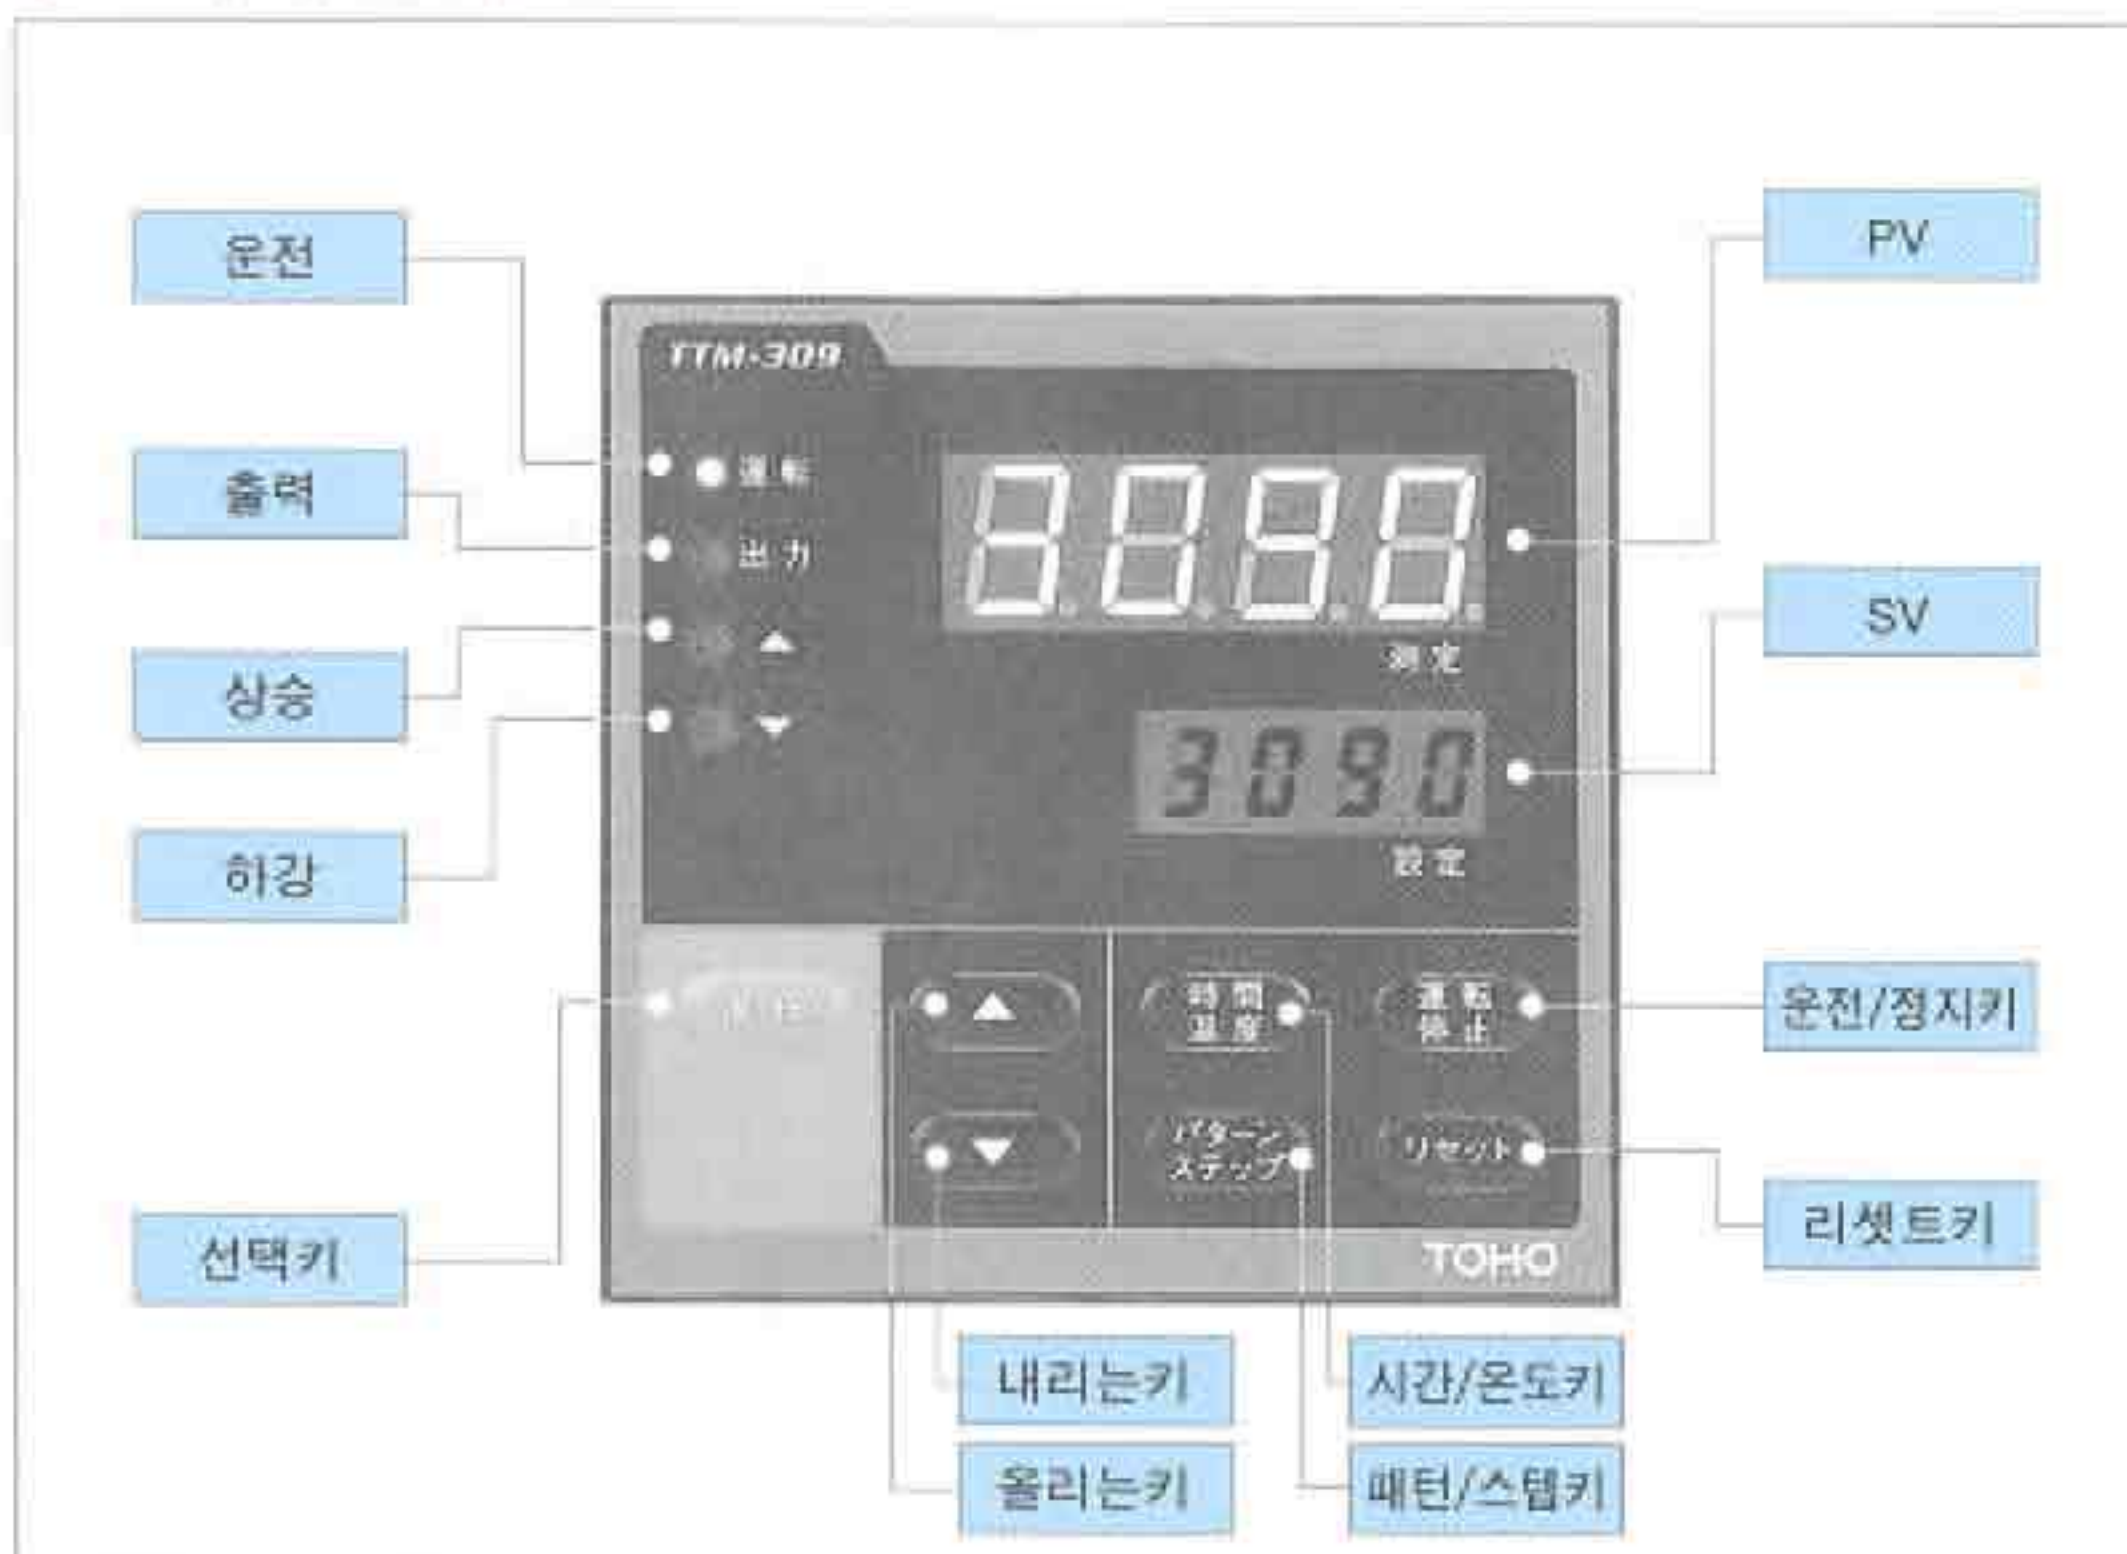 운전
출력
상승
하강
선택키
PV
SV
운전/정지키
리셋트키
내리는키
올리는키
시간/온도키
패턴/스텝키
TTM-309
運転
出力
▲
▼
測定
3090
設定
▲
▼
時間
温度
運転
停止
パターン
ステップ
リセット
TOHO